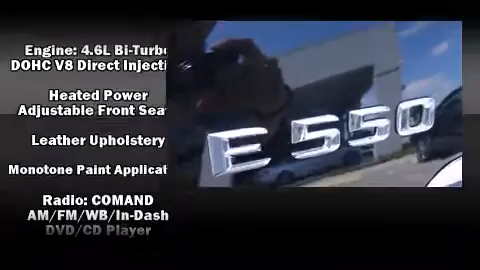 Engine: 4.6L Bi-Turbo
DOHC V8 Direct Injecti
Heated Power
Adjustable Front Sea
Leather Upholstery
Monotone Paint Applicat
Radio: COMAND
AM/FM/WB/In-Dash
DVD/CD Player
E 550